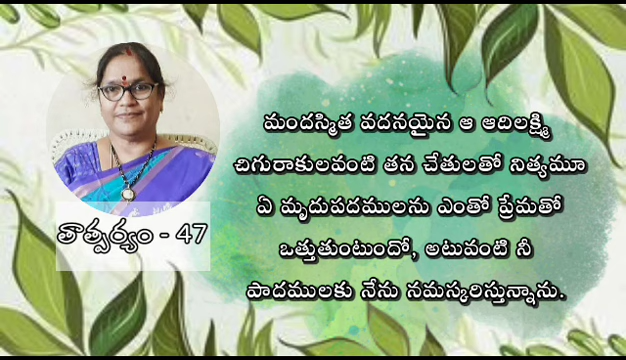 మందస్మిత వదనయైన ఆ ఆదిలక్ష్మి
చిగురాకులవంటి తన చేతులతో నిత్యమూ
ఏ మృదుపదములను ఎంతో ప్రేమతో
ఒత్తుతుంటుందో, అటువంటి నీ
పాదములకు నేను నమస్కరిస్తున్నాను.
తాత్పర్యం - 47